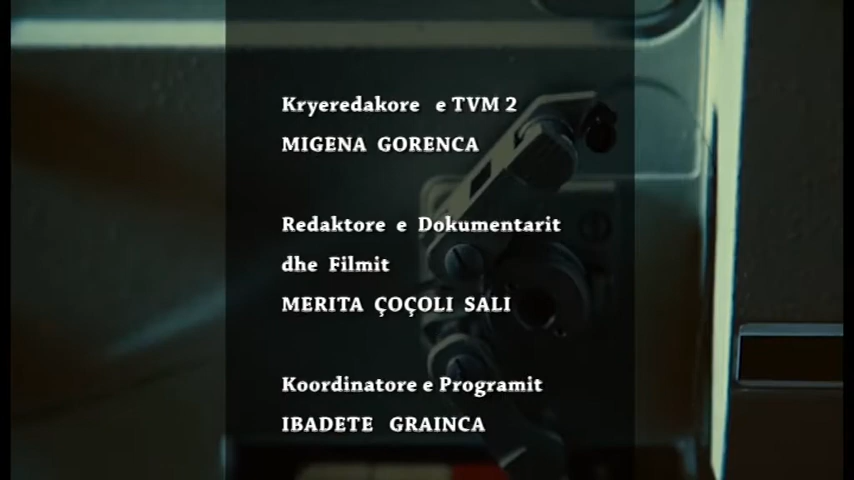 Kryeredakore e TVM 2
MIGENA GORENCA
Redaktore e Dokumentarit
dhe Filmit
MERITA ÇOÇOLI SALI
Koordinatore e Programit
IBADETE GRAINCA